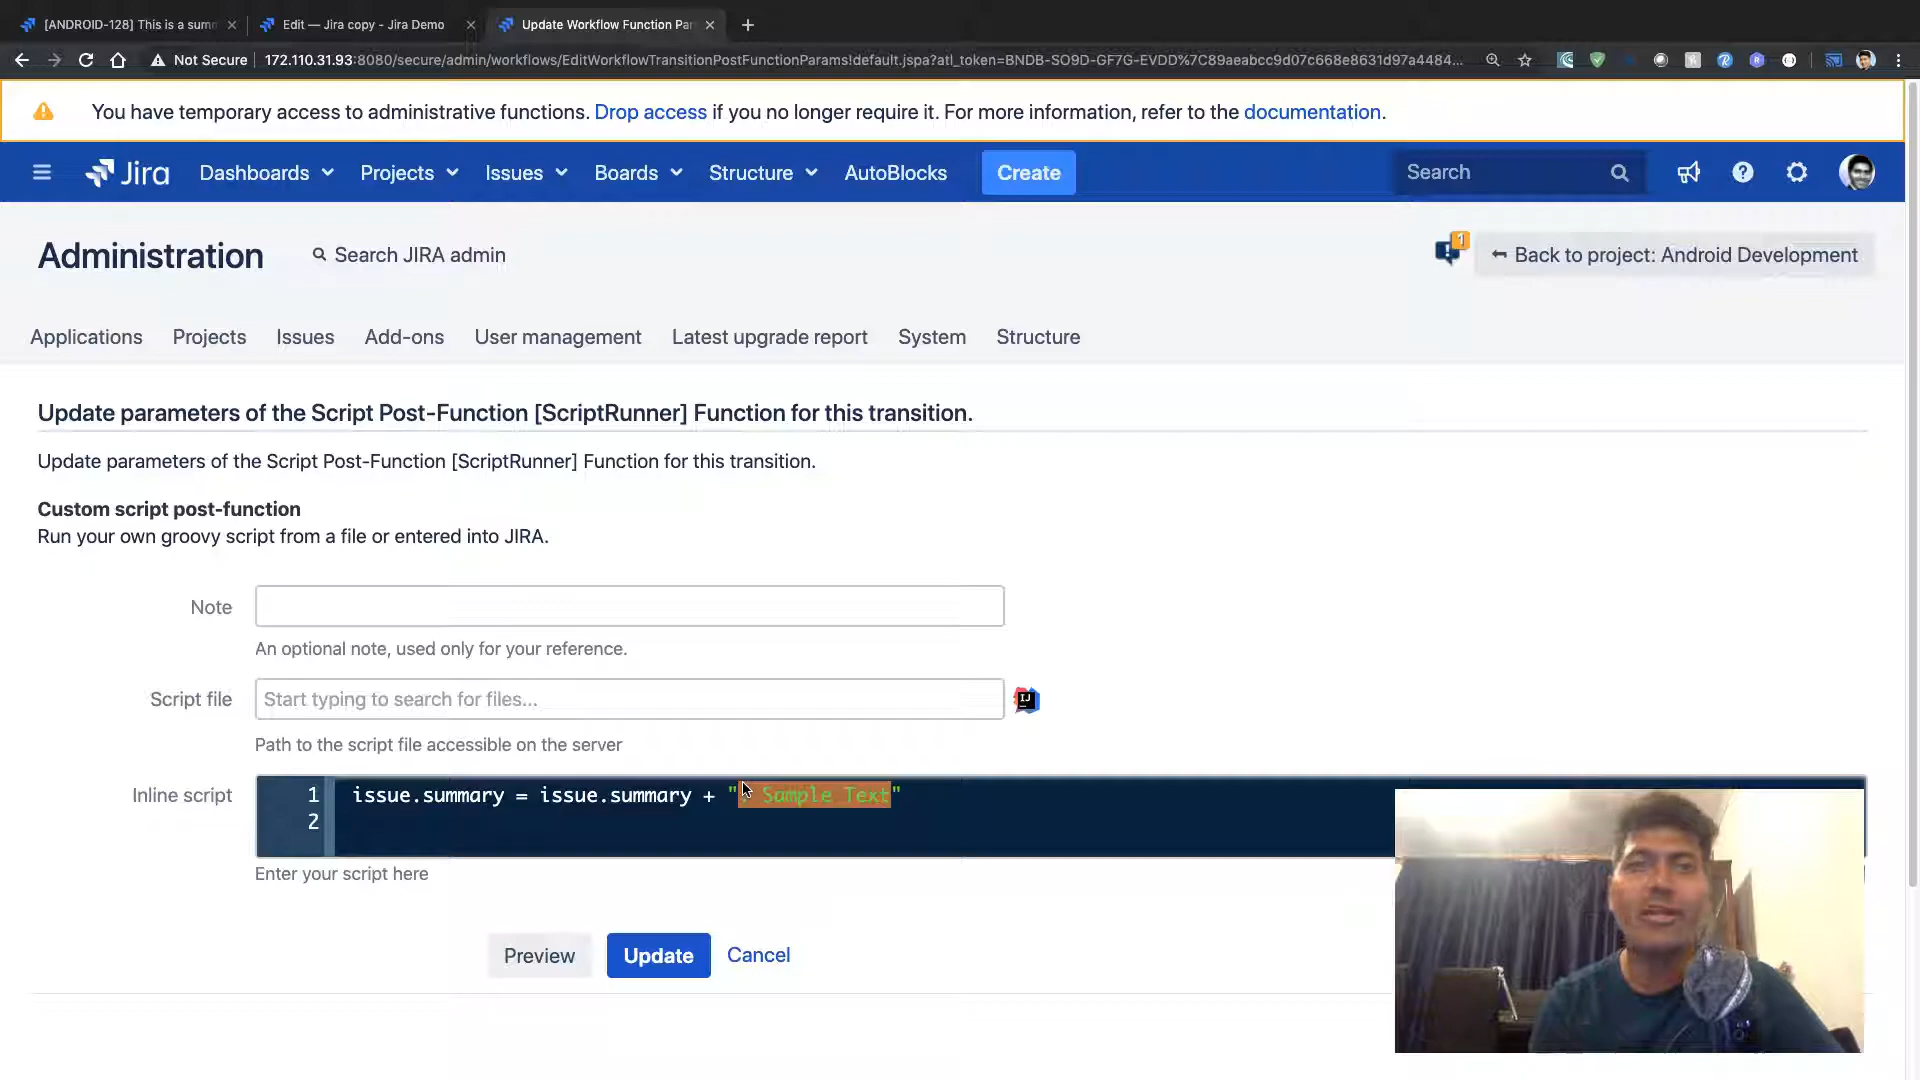 [ANDROID-128] This is a sum
Edit — Jira copy - Jira Demo
Update Workflow Function Par
Not Secure
172.110.31.93:8080/secure/admin/workflows/EditWorkflowTransitionPostFunctionParams!default.jspa?atl_token=BNDB-SO9D-GF7G-EVDD%7C89aeabcc9d07c668e8631d97a4484...
You have temporary access to administrative functions. Drop access if you no longer require it. For more information, refer to the documentation.
Jira Dashboards Projects Issues Boards Structure AutoBlocks Create Search
Administration Search JIRA admin 1 Back to project: Android Development
Applications Projects Issues Add-ons User management Latest upgrade report System Structure
Update parameters of the Script Post-Function [ScriptRunner] Function for this transition.
Update parameters of the Script Post-Function [ScriptRunner] Function for this transition.
Custom script post-function
Run your own groovy script from a file or entered into JIRA.
Note
An optional note, used only for your reference.
Script file Start typing to search for files...
Path to the script file accessible on the server
Inline script 1 issue.summary = issue.summary + " Sample Text"
2
Enter your script here
Preview Update Cancel